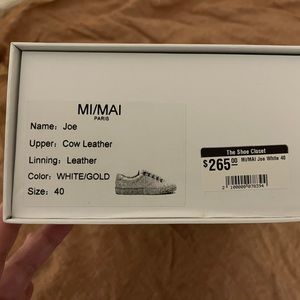 MI/MAI
PARIS
Name: Joe
Upper: Cow Leather
Linning: Leather
Color: WHITE/GOLD
Size: 40
The Shoe Closet
$265.00
MI/MAI Joe White 40